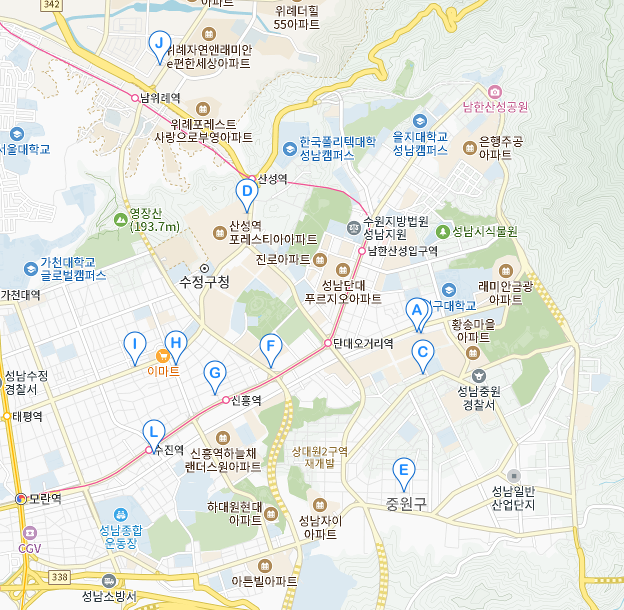 342
아파트
위례더힐
55아파트
J
위례자연앤래미안
e편한세상아파트
남위례역
남한산성공원
위례포레스트
사랑으로부영아파트
서울대학교
한국폴리텍대학
성남캠퍼스
을지대학교
성남캠퍼스
은행주공
아파트
산성역
D
영장산
(193.7m)
산성역
포레스티아아파트
수원지방법원
성남지원
성남시식물원
남한산성입구역
가천대학교
글로벌캠퍼스
진로아파트
수정구청
성남단대
푸르지오아파트
래미안금광
아파트
가천대역
A
구대학교
황송마을
아파트
I
H
F
단대오거리역
C
이마트
성남수정
경찰서
G
신흥역
성남중원
경찰서
태평역
L
수진역
신흥역하늘채
랜더스원아파트
상대원2구역
재개발
E
중원구
성남일반
산업단지
모란역
하대원현대
아파트
성남종합
운동장
성남자이
아파트
CGV
338
아튼빌아파트
성남소방서